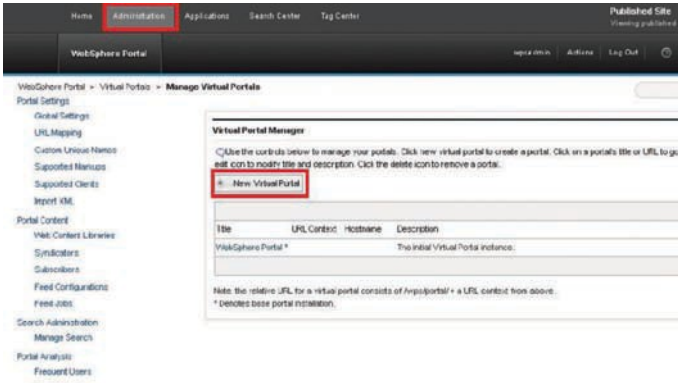 Home Administration Applications Search Center Tag Center
Published Site
Viewing published
WebSphere Portal
wpsadmin Actions Log Out
WebSphere Portal > Virtual Portals > Manage Virtual Portals
Portal Settings
Global Settings
URL Mapping
Custom Unique Names
Supported Markups
Supported Clients
Import XML
Portal Content
Web Content Libraries
Syndicators
Subscribers
Feed Configurations
Feed Jobs
Search Administration
Manage Search
Portal Analysis
Frequent Users
Virtual Portal Manager
Use the controls below to manage your portals. Click new virtual portal to create a portal. Click on a portal's title or URL to go
edit icon to modify title and description. Click the delete icon to remove a portal.
New Virtual Portal
Title URL Context Hostname Description
WebSphere Portal * The initial Virtual Portal instance.
Note: the relative URL for a virtual portal consists of /wps/portal/ + a URL context from above.
* Denotes base portal installation.